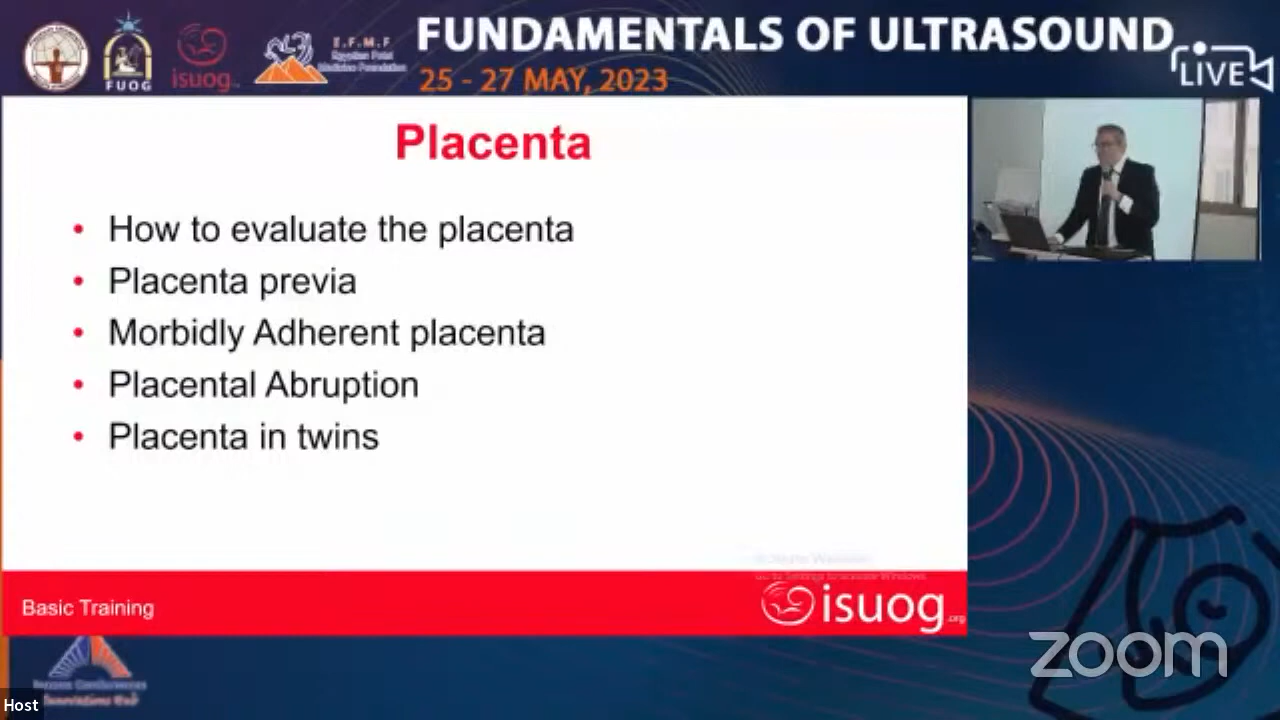 FUNDAMENTALS OF ULTRASOUND
25 - 27 MAY, 2023
LIVE
FUOG
isuog
E.F.M.F
Egyptian Fetal
Medicine Foundation
Placenta
• How to evaluate the placenta
• Placenta previa
• Morbidly Adherent placenta
• Placental Abruption
• Placenta in twins
Basic Training
isuog.org
zoom
Host